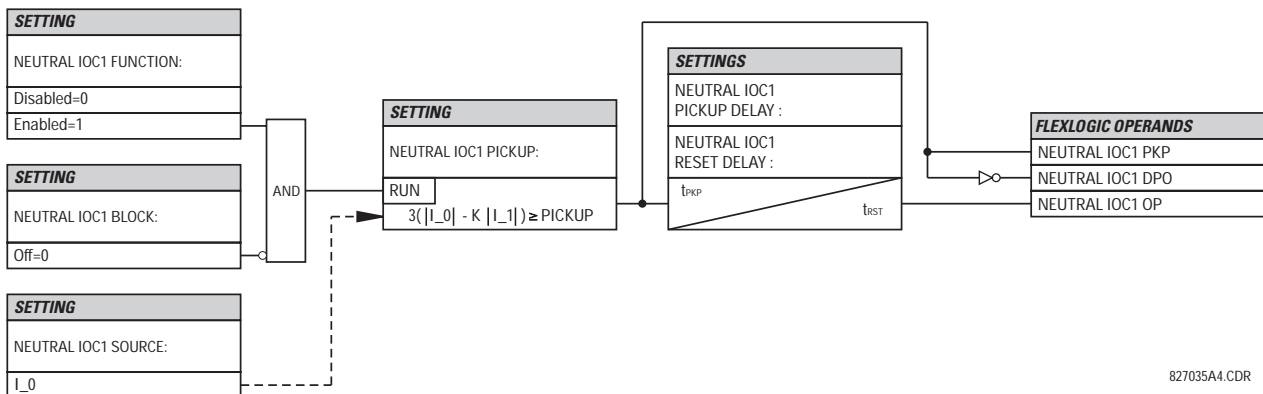 SETTING
NEUTRAL IOC1 FUNCTION:
Disabled=0
Enabled=1
SETTING
NEUTRAL IOC1 BLOCK:
Off=0
SETTING
NEUTRAL IOC1 SOURCE:
I_0
AND
SETTING
NEUTRAL IOC1 PICKUP:
RUN
3( |I_0| - K |I_1| ) ≥ PICKUP
SETTINGS
NEUTRAL IOC1
PICKUP DELAY :
NEUTRAL IOC1
RESET DELAY :
tPKP
tRST
FLEXLOGIC OPERANDS
NEUTRAL IOC1 PKP
NEUTRAL IOC1 DPO
NEUTRAL IOC1 OP
827035A4.CDR